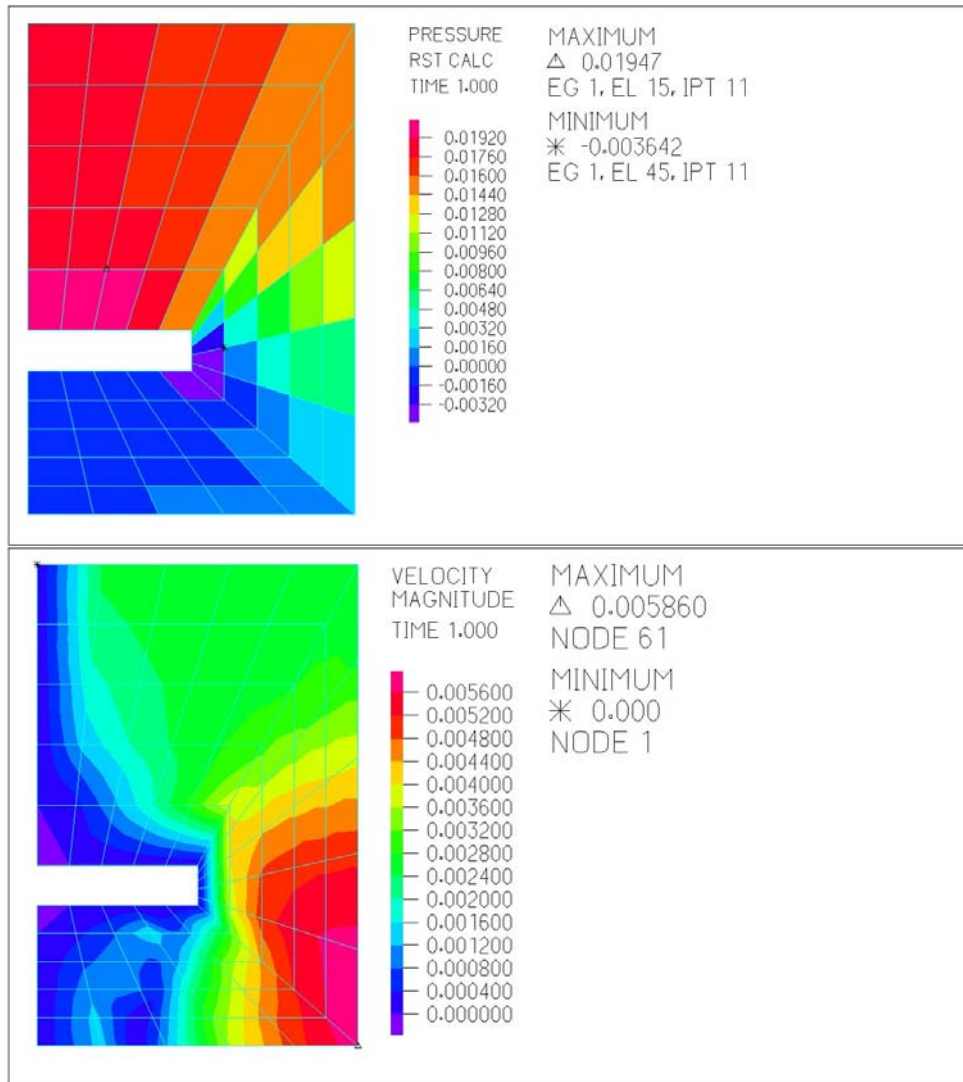 PRESSURE
RST CALC
TIME 1.000
MAXIMUM
△ 0.01947
EG 1, EL 15, IPT 11
MINIMUM
✳ -0.003642
EG 1, EL 45, IPT 11
0.01920
0.01760
0.01600
0.01440
0.01280
0.01120
0.00960
0.00800
0.00640
0.00480
0.00320
0.00160
0.00000
-0.00160
-0.00320
VELOCITY
MAGNITUDE
TIME 1.000
MAXIMUM
△ 0.005860
NODE 61
MINIMUM
✳ 0.000
NODE 1
0.005600
0.005200
0.004800
0.004400
0.004000
0.003600
0.003200
0.002800
0.002400
0.002000
0.001600
0.001200
0.000800
0.000400
0.000000